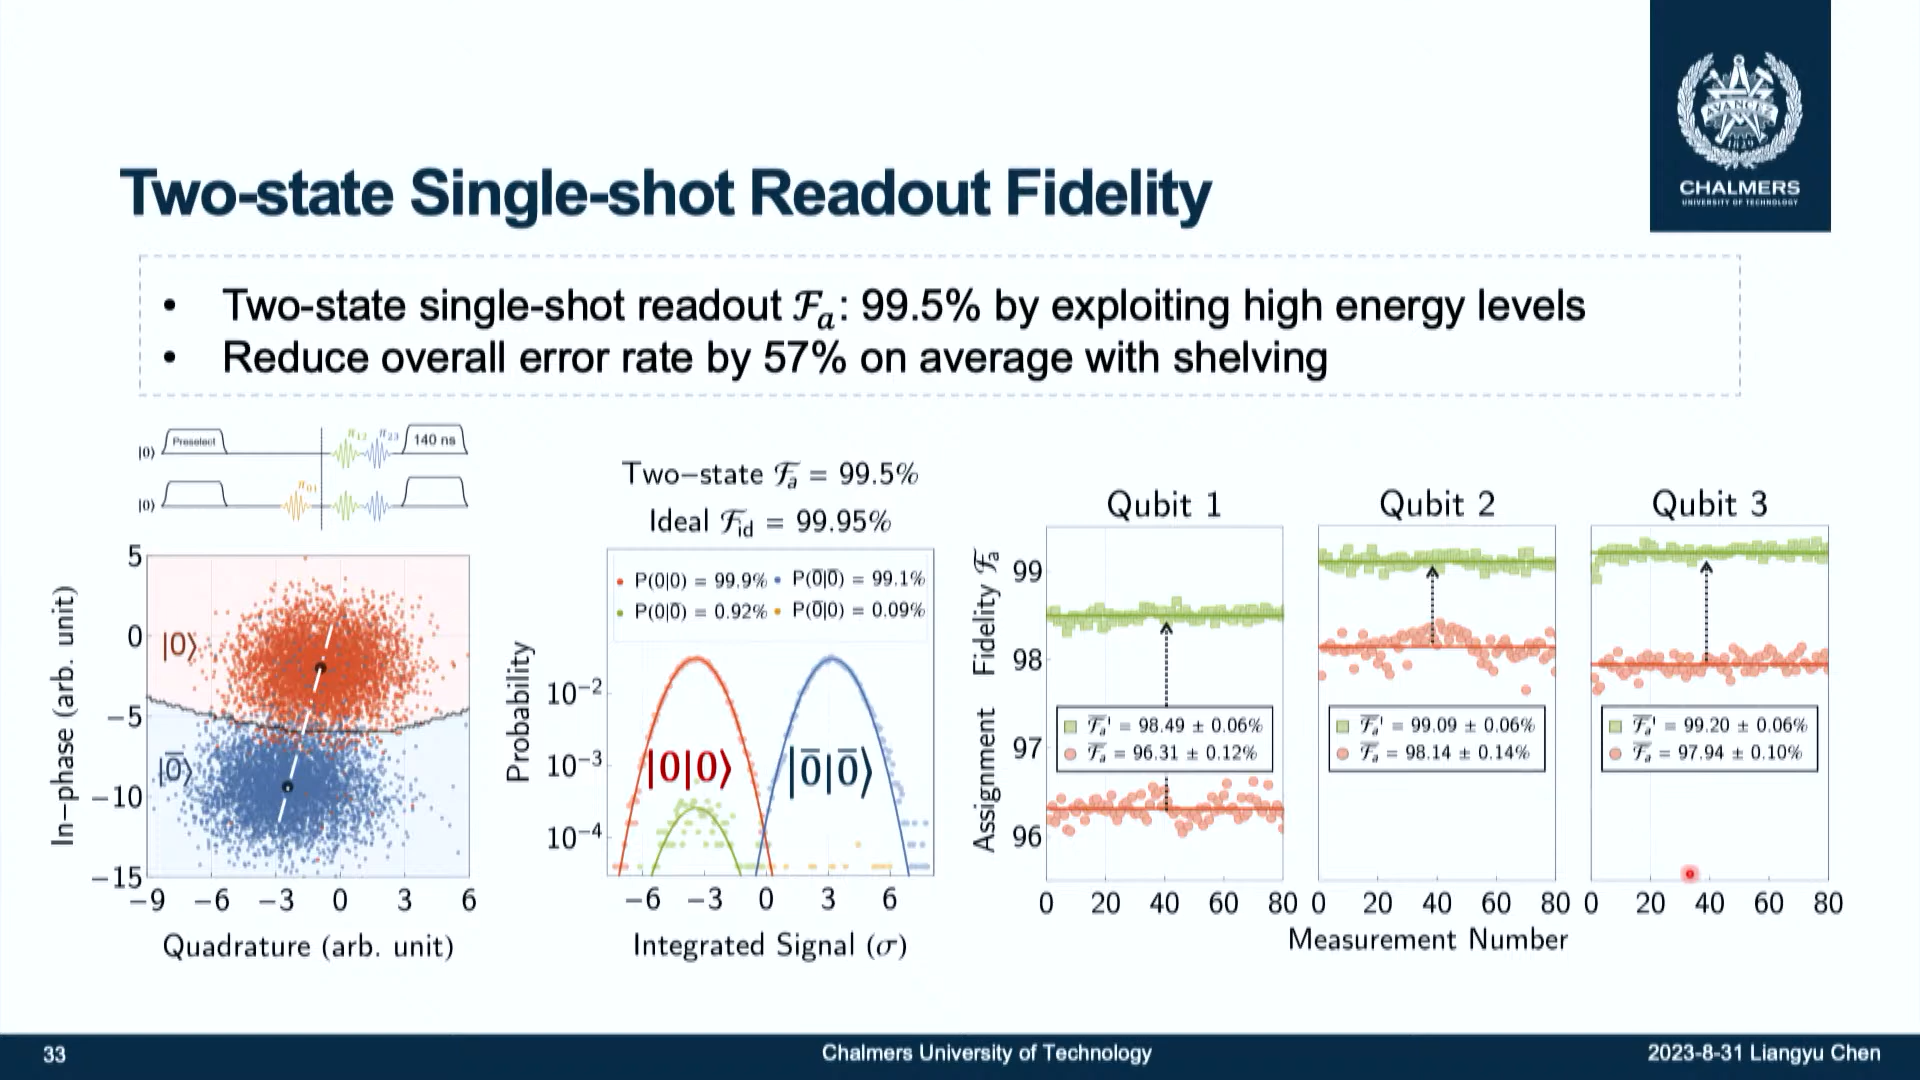 AVANCEZ
1829
CHALMERS
UNIVERSITY OF TECHNOLOGY
Two-state Single-shot Readout Fidelity
• Two-state single-shot readout ℱₐ: 99.5% by exploiting high energy levels
• Reduce overall error rate by 57% on average with shelving
|0⟩ Preselect π₁₂ π₂₃ 140 ns
|0⟩ π₀₁
5
0
−5
−10
−15
|0⟩
|0̅⟩
−9 −6 −3 0 3 6
In−phase (arb. unit)
Quadrature (arb. unit)
Two−state ℱₐ = 99.5%
Ideal ℱid = 99.95%
P(0|0) = 99.9% P(0̅|0̅) = 99.1%
P(0|0̅) = 0.92% P(0̅|0) = 0.09%
|0|0⟩ |0̅|0̅⟩
10⁻²
10⁻³
10⁻⁴
−6 −3 0 3 6
Probability
Integrated Signal (σ)
Assignment Fidelity ℱₐ
99
98
97
96
Qubit 1
ℱ̅ₐ' = 98.49 ± 0.06%
ℱ̅ₐ = 96.31 ± 0.12%
0 20 40 60 80
Qubit 2
ℱ̅ₐ' = 99.09 ± 0.06%
ℱ̅ₐ = 98.14 ± 0.14%
0 20 40 60 80
Qubit 3
ℱ̅ₐ' = 99.20 ± 0.06%
ℱ̅ₐ = 97.94 ± 0.10%
0 20 40 60 80
Measurement Number
33
Chalmers University of Technology
2023-8-31 Liangyu Chen